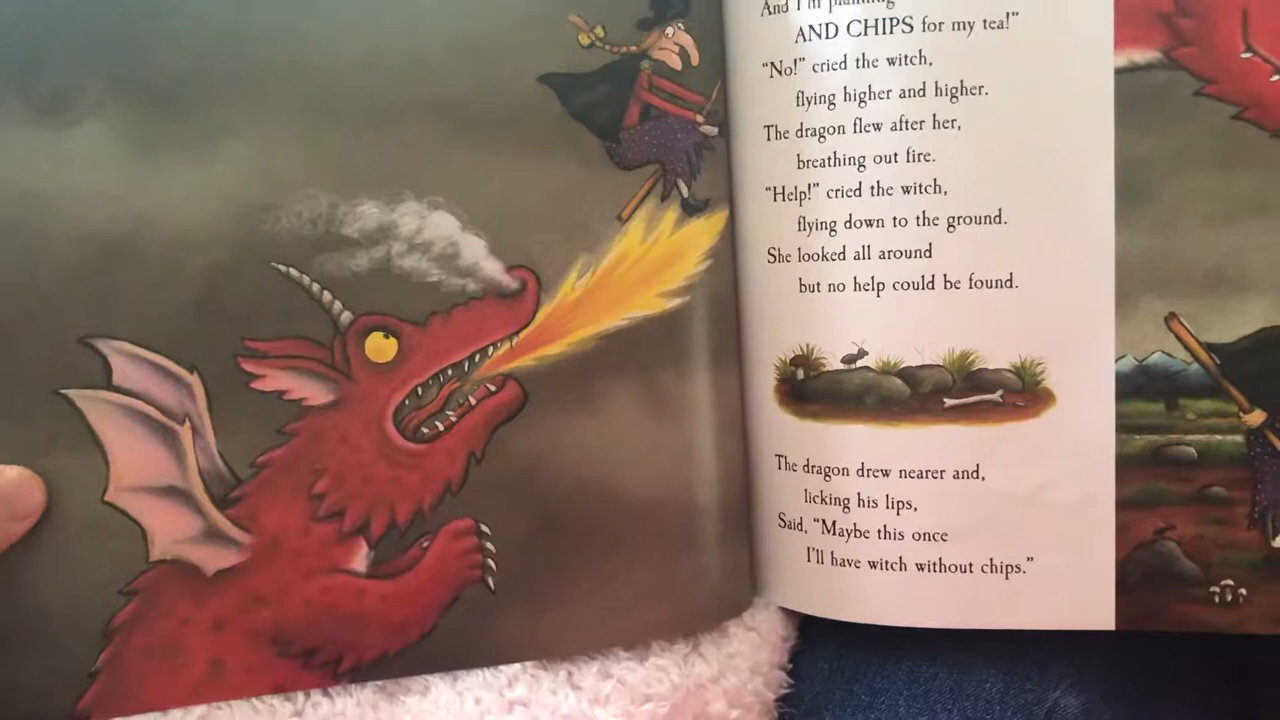 And I
AND CHIPS for my tea!”
“No!” cried the witch,
flying higher and higher.
The dragon flew after her,
breathing out fire.
“Help!” cried the witch,
flying down to the ground.
She looked all around
but no help could be found.
The dragon drew nearer and,
licking his lips,
Said, “Maybe this once
I’ll have witch without chips.”